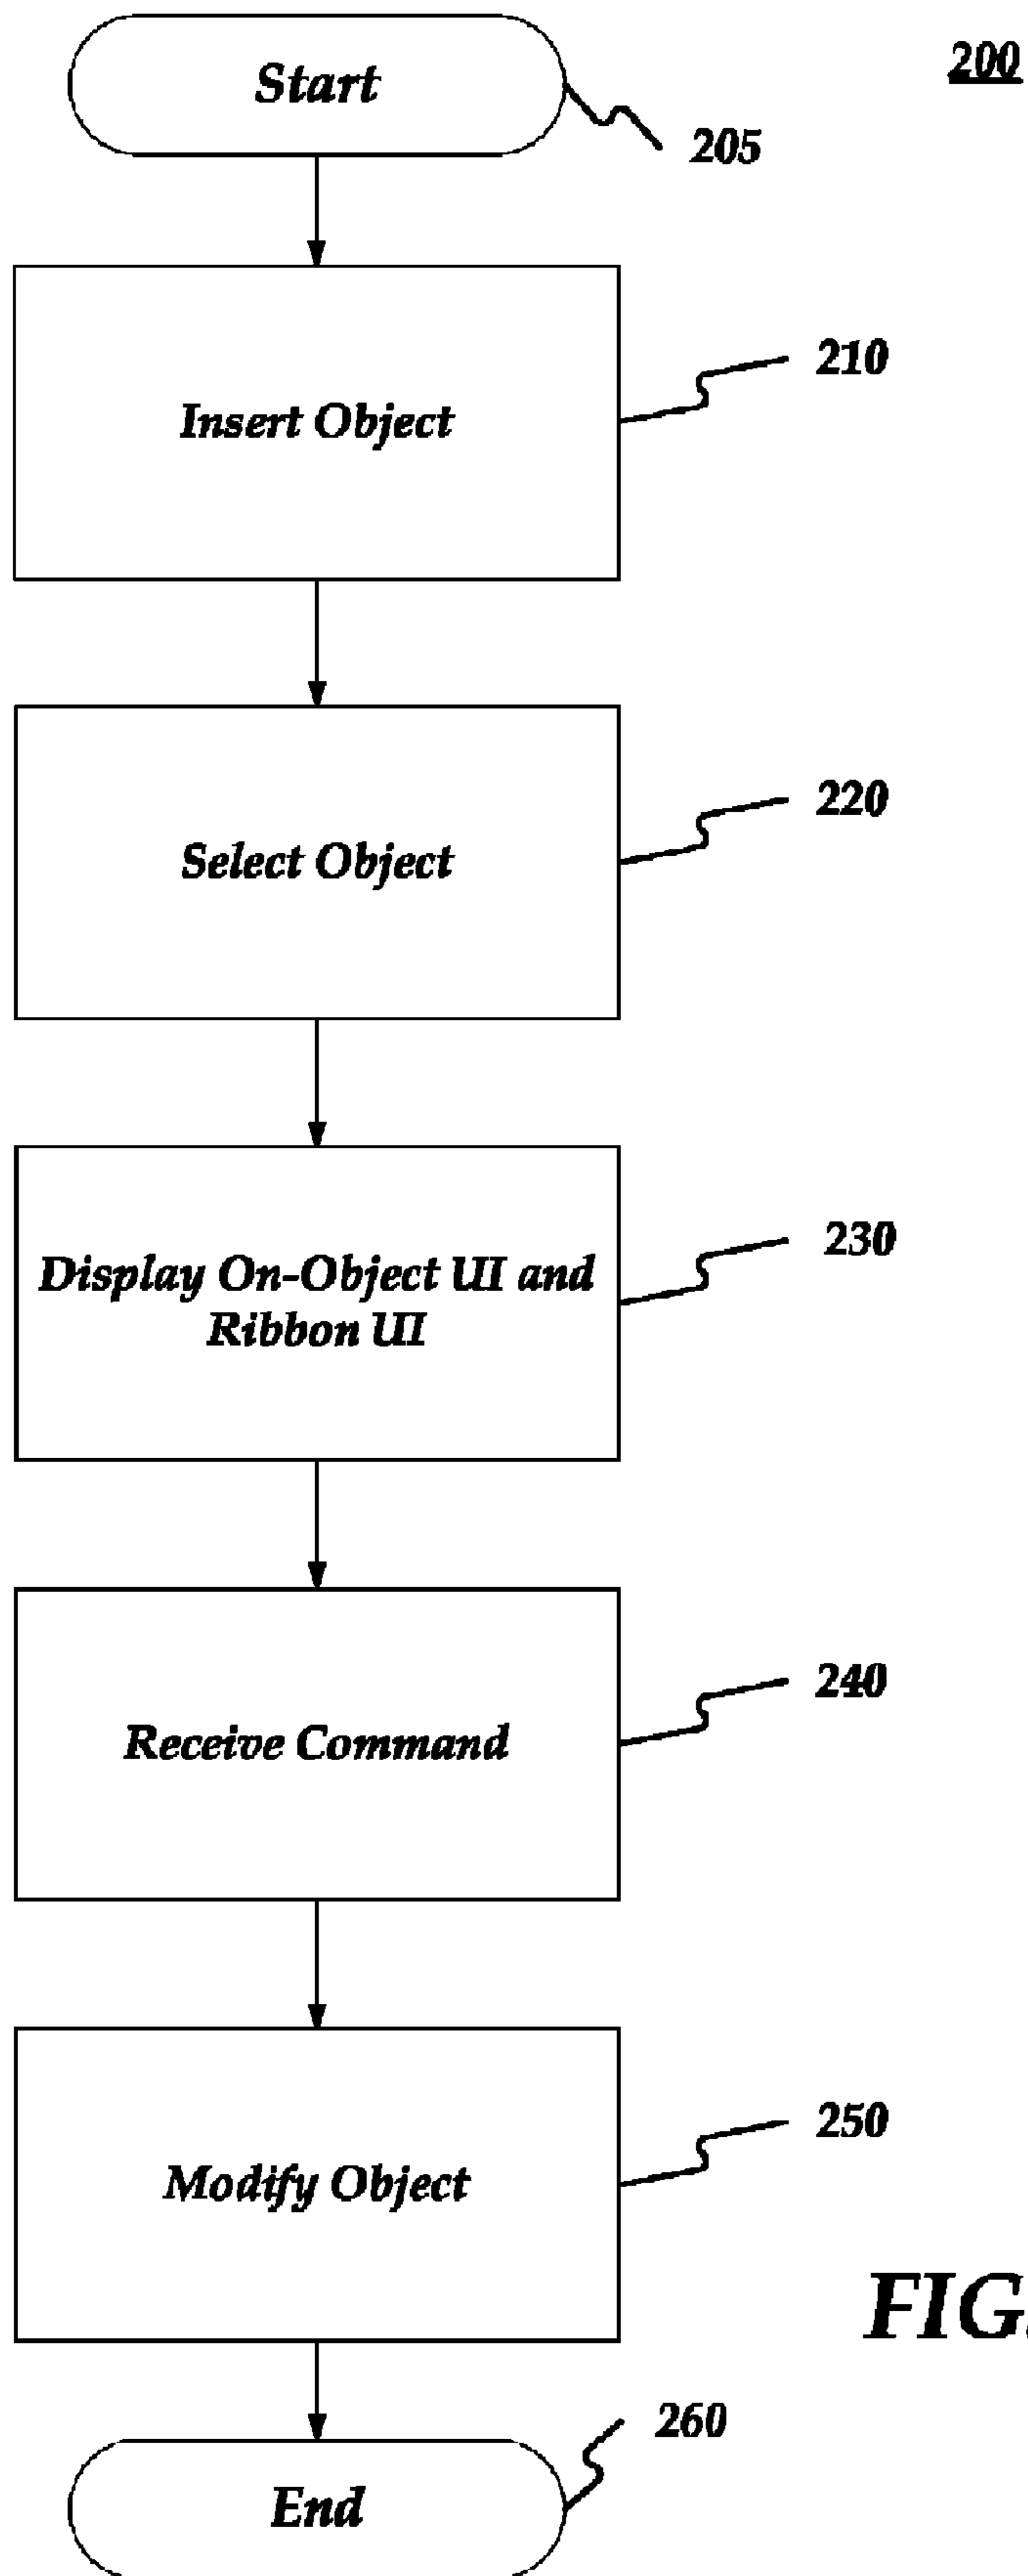 200
Start
205
Insert Object
210
Select Object
220
Display On-Object UI and
Ribbon UI
230
Receive Command
240
Modify Object
250
FIG.
260
End